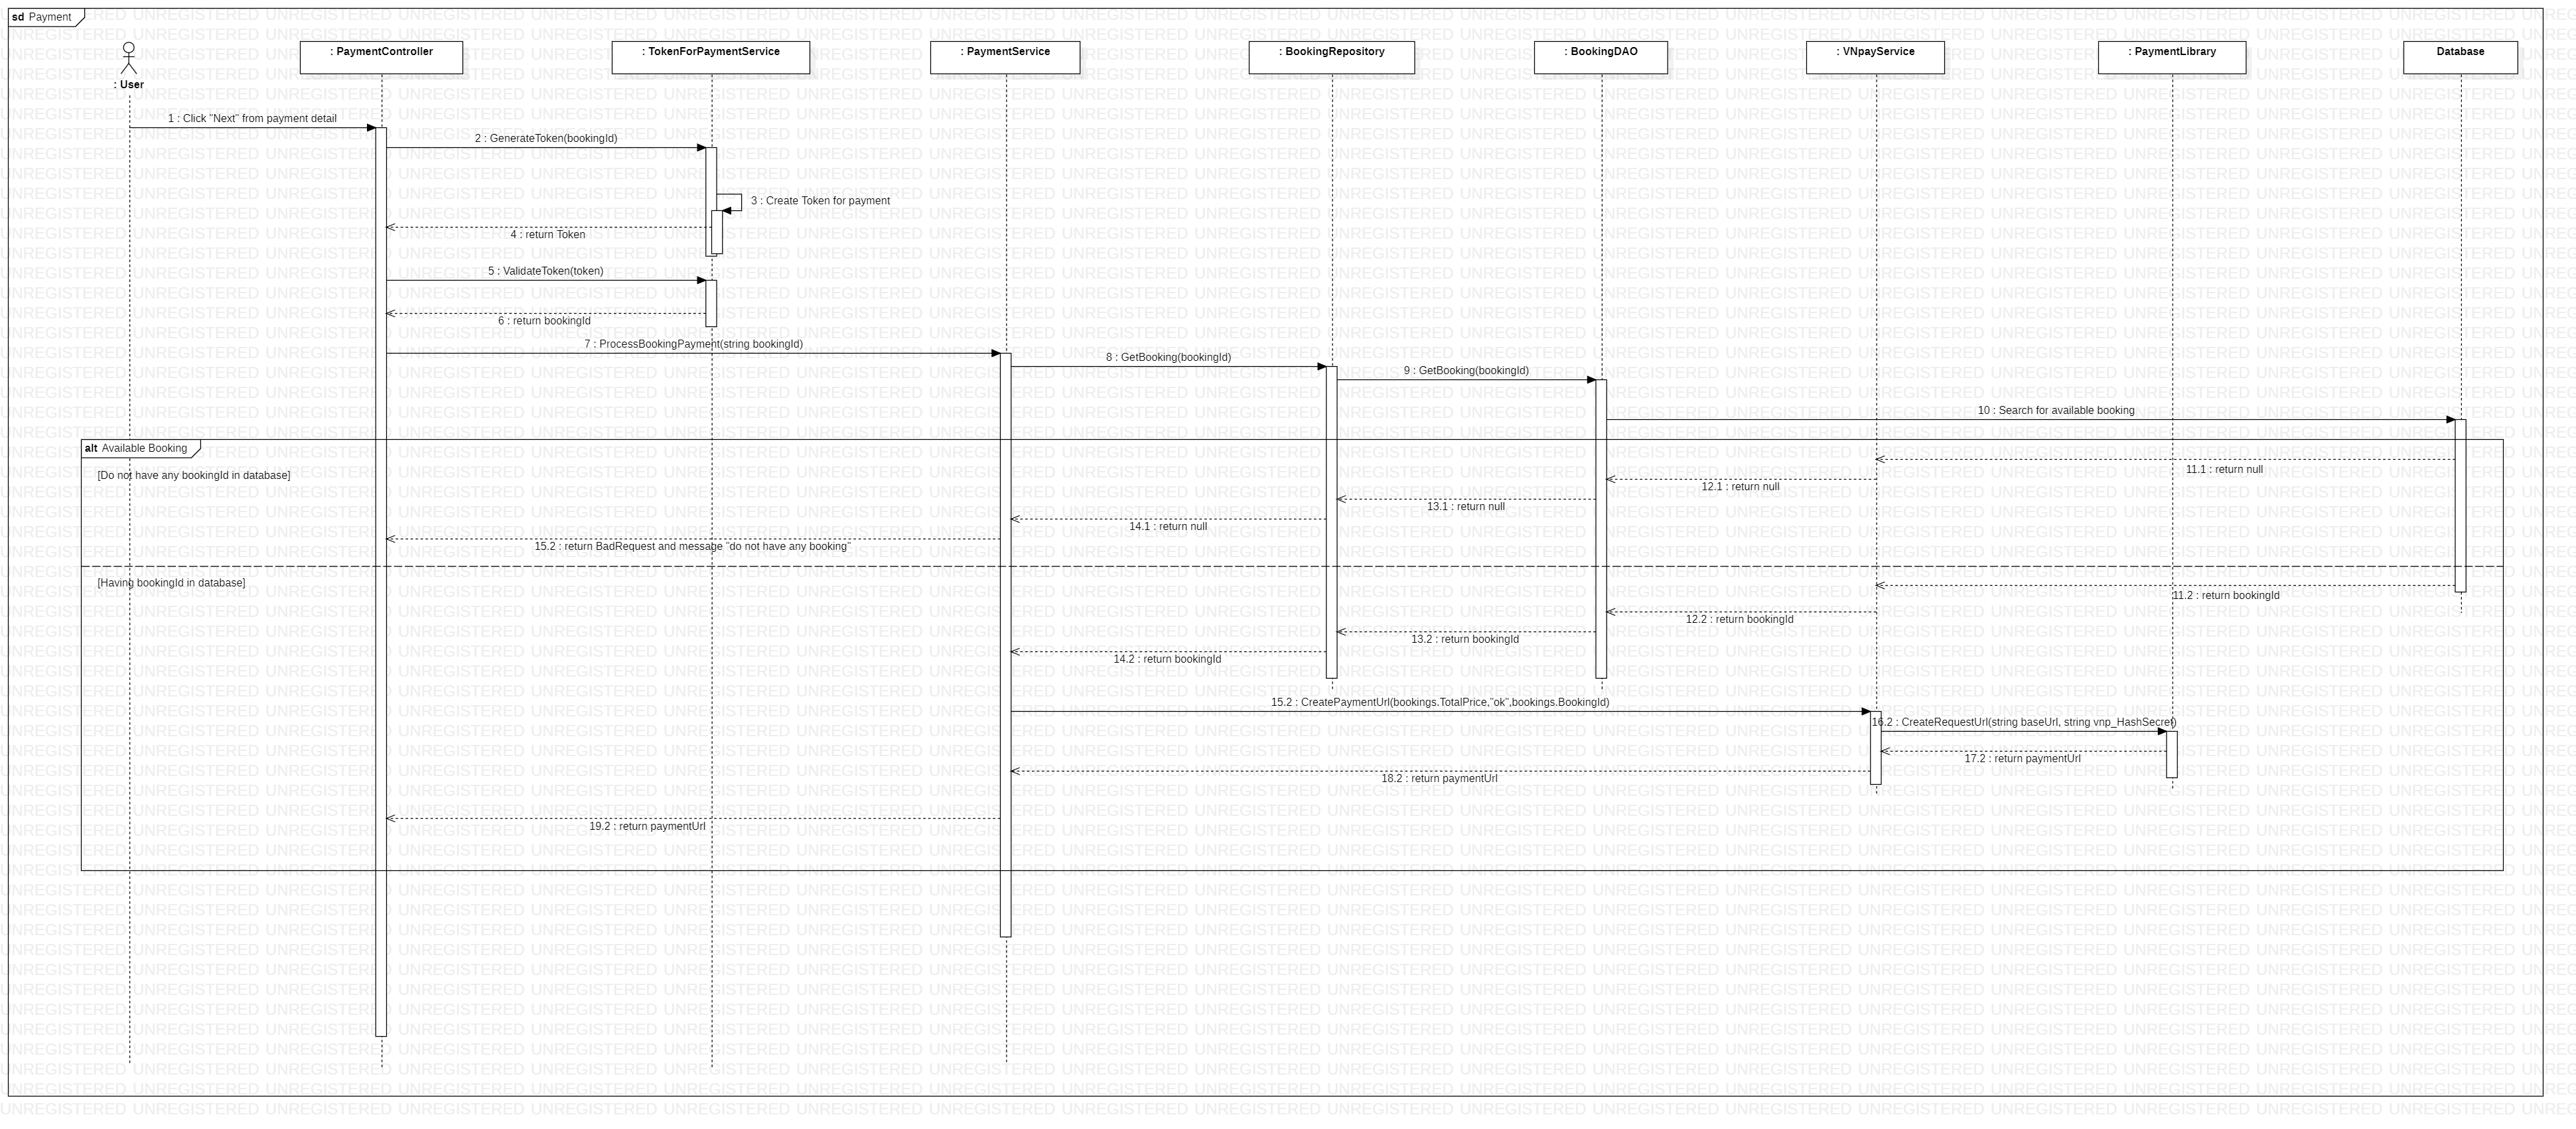 sd Payment
: User
: PaymentController
: TokenForPaymentService
: PaymentService
: BookingRepository
: BookingDAO
: VNpayService
: PaymentLibrary
Database
1 : Click "Next" from payment detail
2 : GenerateToken(bookingId)
3 : Create Token for payment
4 : return Token
5 : ValidateToken(token)
6 : return bookingId
7 : ProcessBookingPayment(string bookingId)
8 : GetBooking(bookingId)
9 : GetBooking(bookingId)
10 : Search for available booking
alt Available Booking
[Do not have any bookingId in database]
11.1 : return null
12.1 : return null
13.1 : return null
14.1 : return null
15.2 : return BadRequest and message "do not have any booking"
[Having bookingId in database]
11.2 : return bookingId
12.2 : return bookingId
13.2 : return bookingId
14.2 : return bookingId
15.2 : CreatePaymentUrl(bookings.TotalPrice,"ok",bookings.BookingId)
16.2 : CreateRequestUrl(string baseUrl, string vnp_HashSecret)
17.2 : return paymentUrl
18.2 : return paymentUrl
19.2 : return paymentUrl
UNREGISTERED